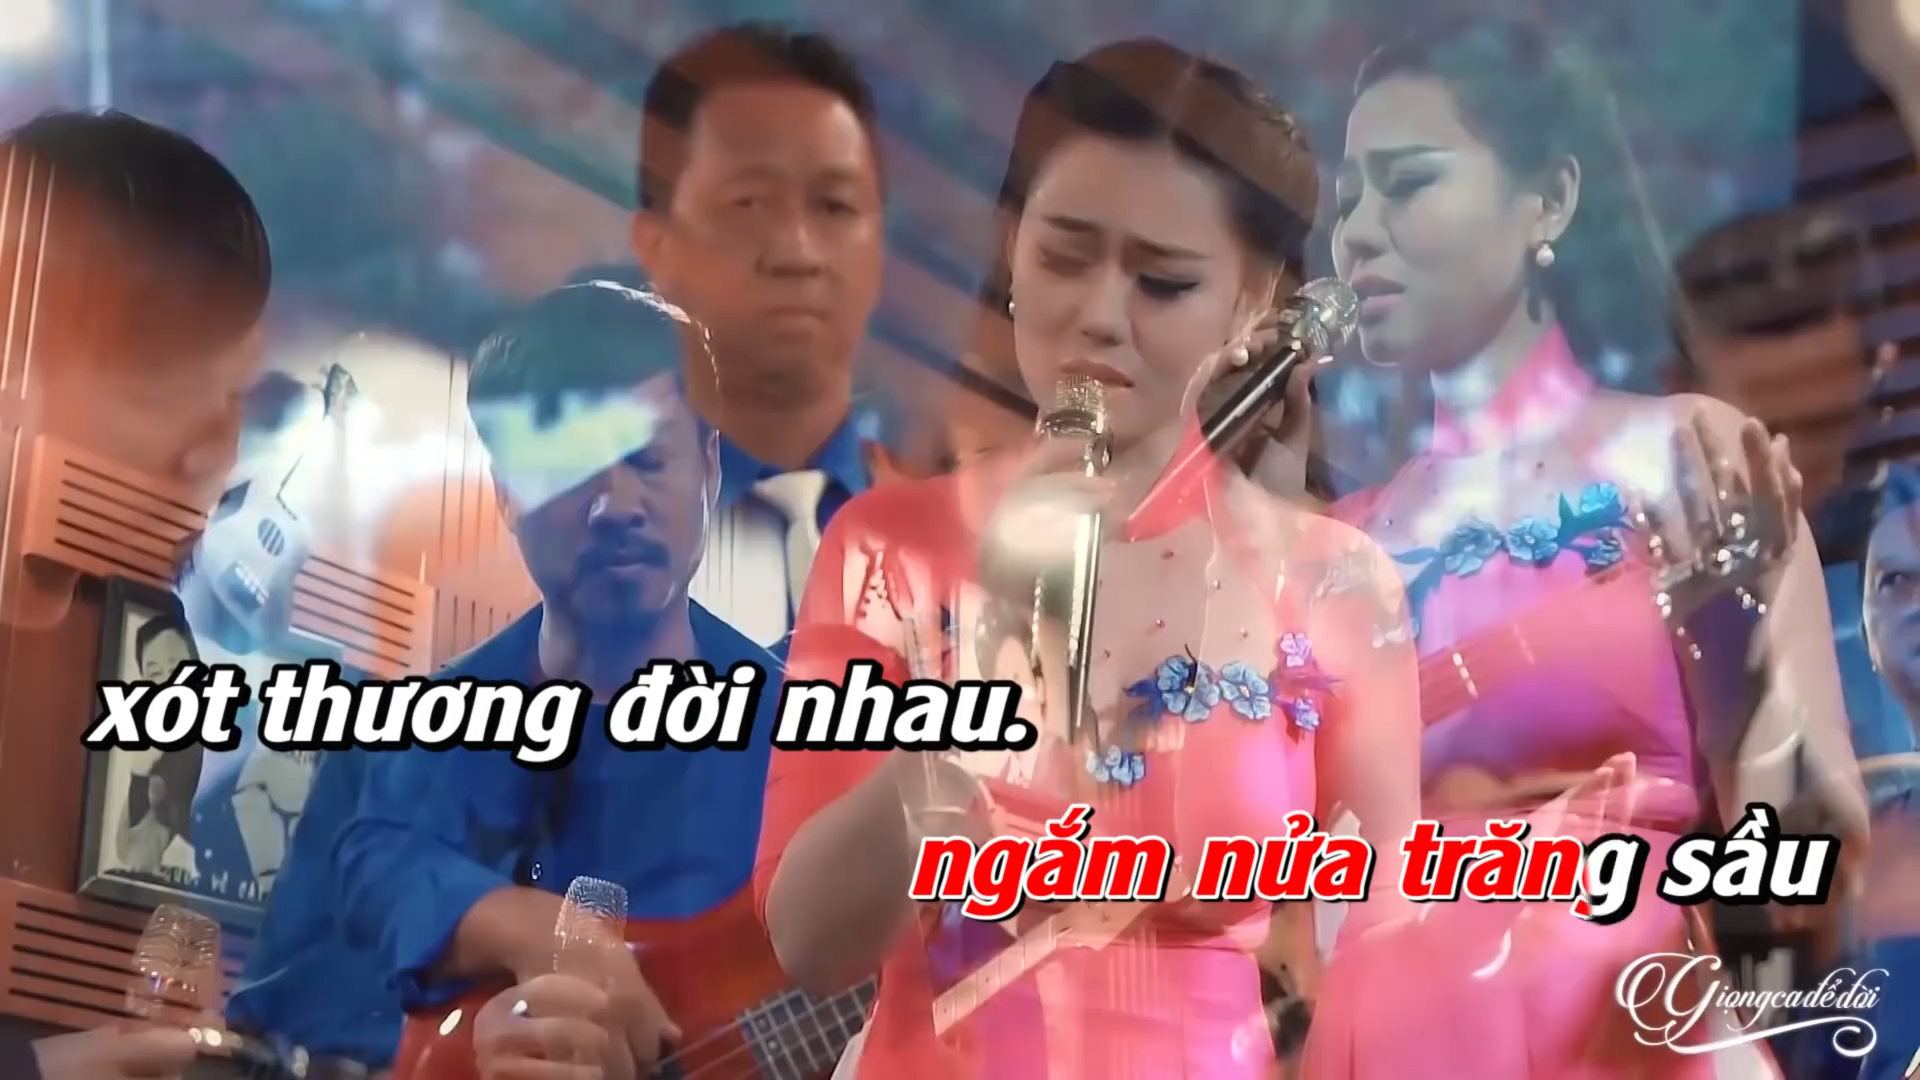 xót thương đời nhau.
ngắm nửa trăng sầu
Giọngcađểđời